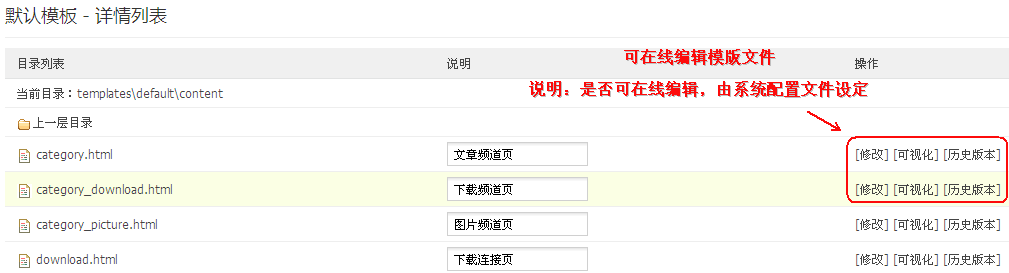 默认模板 - 详情列表
目录列表 说明 操作
可在线编辑模版文件
当前目录：templates\default\content
说明：是否可在线编辑，由系统配置文件设定
上一层目录
category.html 文章频道页 [修改] [可视化] [历史版本]
category_download.html 下载频道页 [修改] [可视化] [历史版本]
category_picture.html 图片频道页 [修改] [可视化] [历史版本]
download.html 下载连接页 [修改] [可视化] [历史版本]